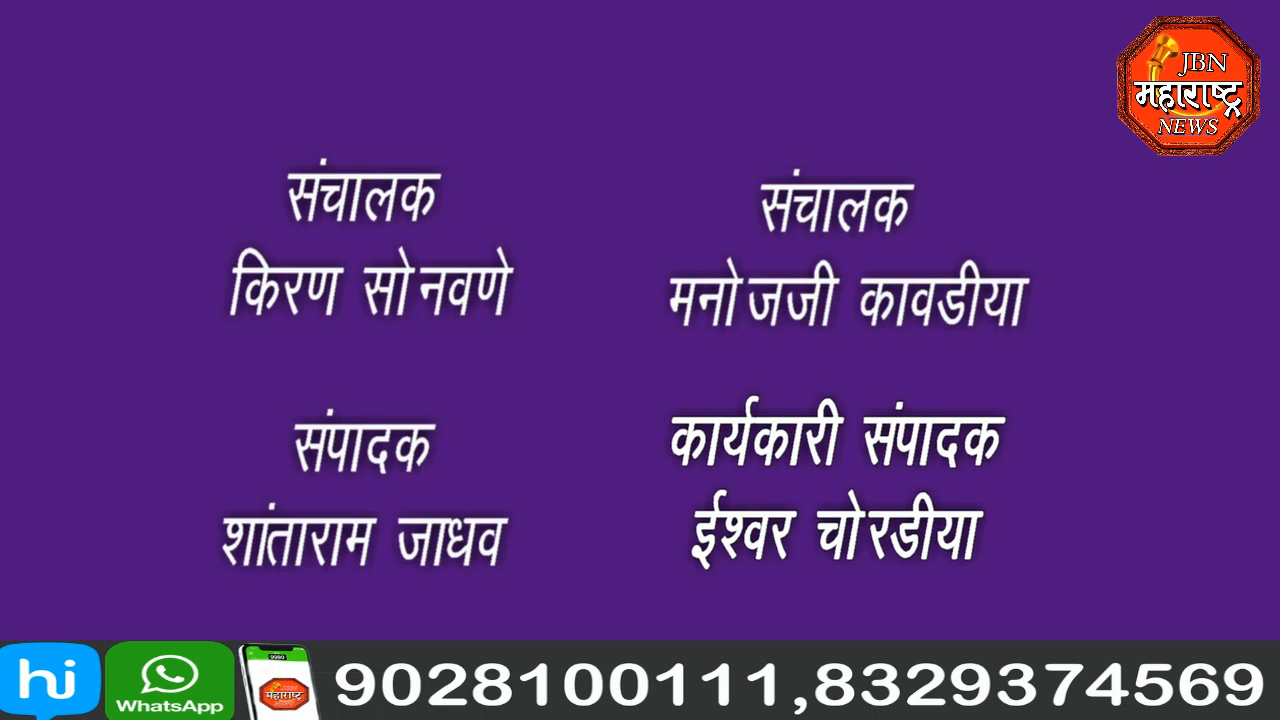 JBN
महाराष्ट्र
NEWS
संचालक
किरण सोनवणे
संचालक
मनोजजी कावडीया
संपादक
शांताराम जाधव
कार्यकारी संपादक
ईश्वर चोरडीया
hi
WhatsApp
महाराष्ट्र
9028100111,8329374569